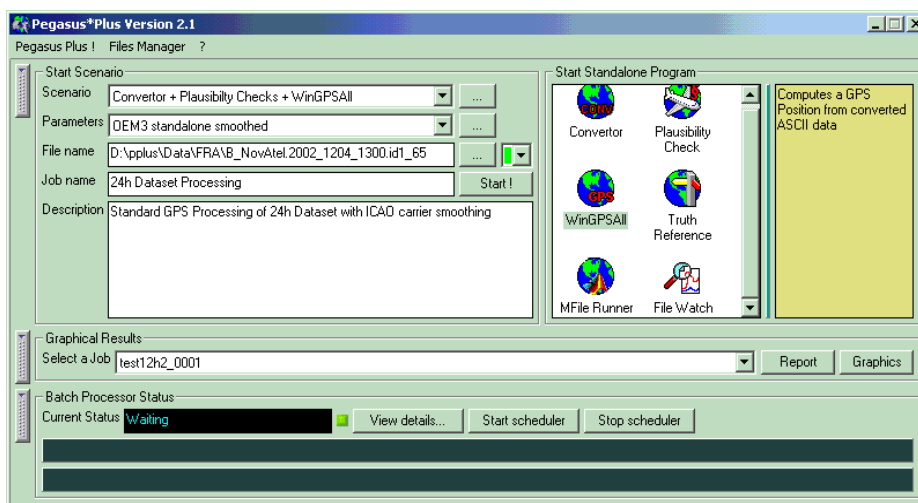 Pegasus*Plus Version 2.1
Pegasus Plus ! Files Manager ?
Start Scenario
Scenario Convertor + Plausibilty Checks + WinGPSAll ...
Parameters OEM3 standalone smoothed ...
File name D:\pplus\Data\FRA\B_NovAtel.2002_1204_1300.id1_65 ...
Job name 24h Dataset Processing Start !
Description Standard GPS Processing of 24h Dataset with ICAO carrier smoothing
Start Standalone Program
CONV
Convertor
Plausibility
Check
GPS
WinGPSAll
Truth
Reference
MFile Runner
File Watch
Computes a GPS
Position from converted
ASCII data
Graphical Results
Select a Job test12h2_0001 Report Graphics
Batch Processor Status
Current Status Waiting View details... Start scheduler Stop scheduler